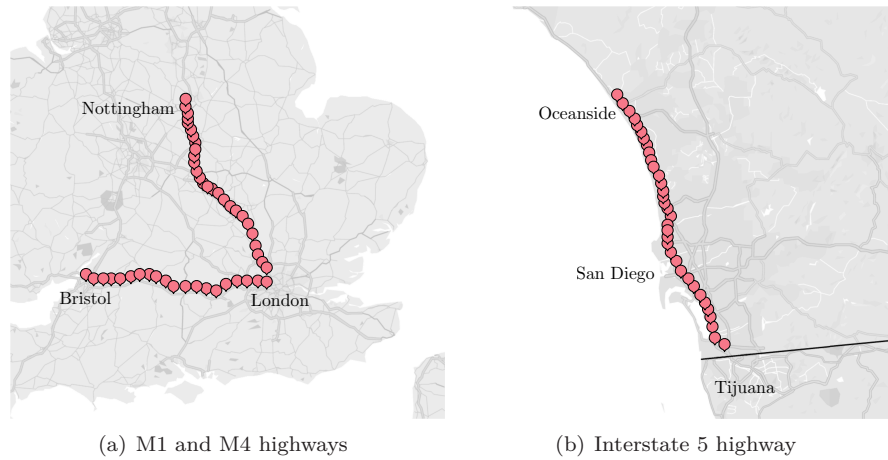 Nottingham
Bristol
London
(a) M1 and M4 highways
Oceanside
San Diego
Tijuana
(b) Interstate 5 highway